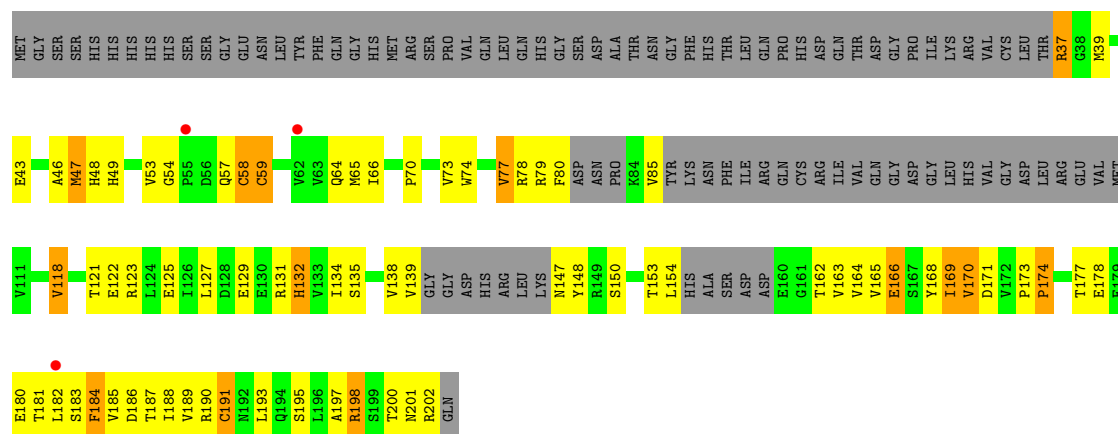 MET GLY SER SER HIS HIS HIS HIS HIS HIS SER SER GLY GLU ASN LEU TYR PHE GLN GLY HIS MET ARG SER PRO VAL GLN LEU GLN HIS GLY SER ASP ALA THR ASN GLY PHE HIS THR LEU GLN PRO HIS ASP GLN THR ASP GLY PRO ILE LYS ARG VAL CYS LEU THR R37 G38 M39
E43 A46 M47 H48 H49 V53 G54 P55 D56 Q57 C58 C59 V62 V63 Q64 M65 I66 P70 V73 W74 V77 R78 R79 F80 ASP ASN PRO K84 V85 TYR LYS ASN PHE ILE ARG GLN CYS ARG ILE VAL GLN GLY ASP GLY LEU HIS VAL GLY ASP LEU ARG GLU VAL MET
V111 V118 T121 E122 R123 L124 E125 I126 L127 D128 E129 E130 R131 H132 V133 I134 S135 V138 V139 GLY GLY ASP HIS ARG LEU LYS N147 Y148 R149 S150 T153 L154 HIS ALA SER ASP ASP E160 G161 T162 V163 V164 V165 E166 S167 Y168 I169 V170 D171 V172 P173 P174 T177 E178 E179
E180 T181 L182 S183 F184 V185 D186 T187 I188 V189 R190 C191 N192 L193 Q194 S195 L196 A197 R198 S199 T200 N201 R202 GLN